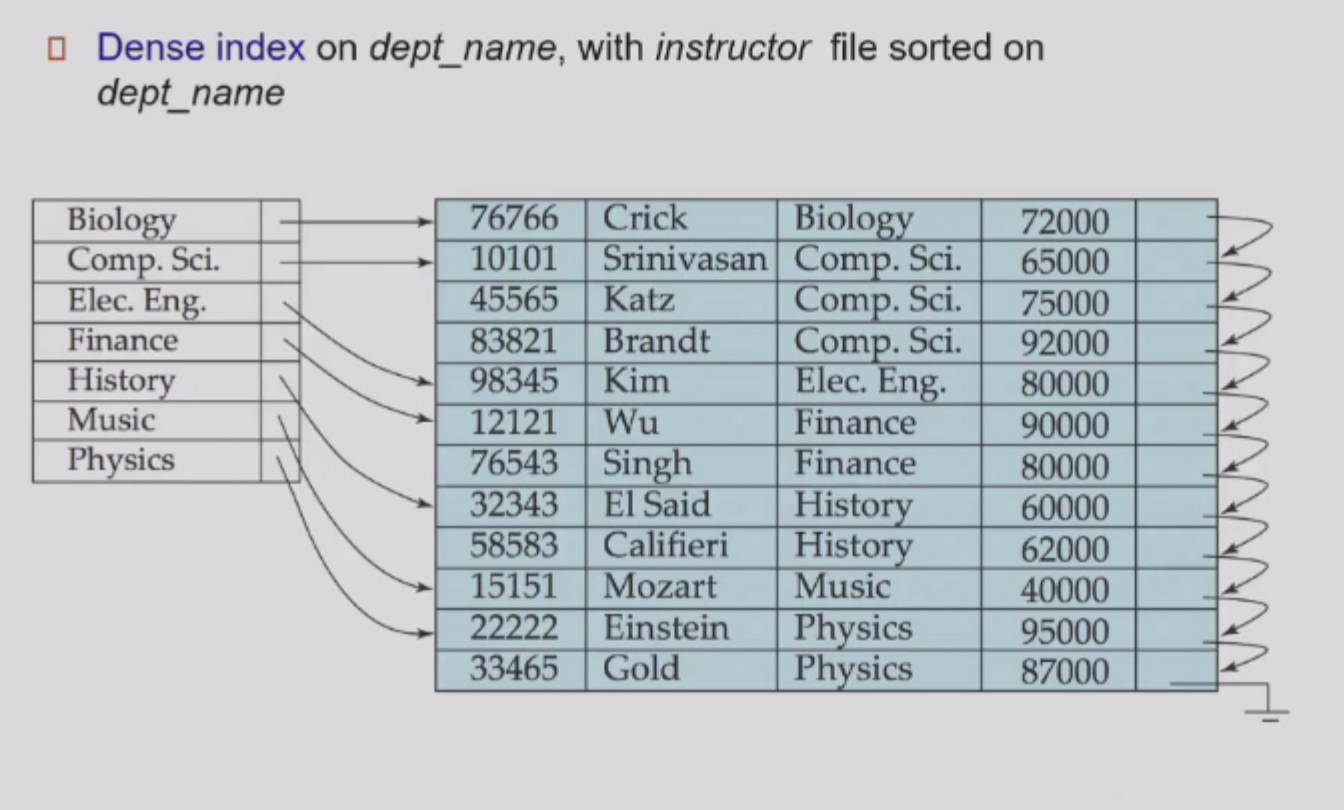 Dense index on dept_name, with instructor file sorted on
dept_name
Biology
Comp. Sci.
Elec. Eng.
Finance
History
Music
Physics
76766 Crick Biology 72000
10101 Srinivasan Comp. Sci. 65000
45565 Katz Comp. Sci. 75000
83821 Brandt Comp. Sci. 92000
98345 Kim Elec. Eng. 80000
12121 Wu Finance 90000
76543 Singh Finance 80000
32343 El Said History 60000
58583 Califieri History 62000
15151 Mozart Music 40000
22222 Einstein Physics 95000
33465 Gold Physics 87000